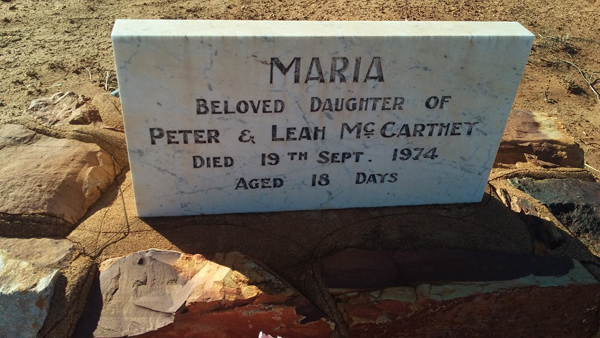 MARIA
BELOVED DAUGHTER OF
PETER & LEAH McCARTHEY
DIED 19TH SEPT. 1974
AGED 18 DAYS